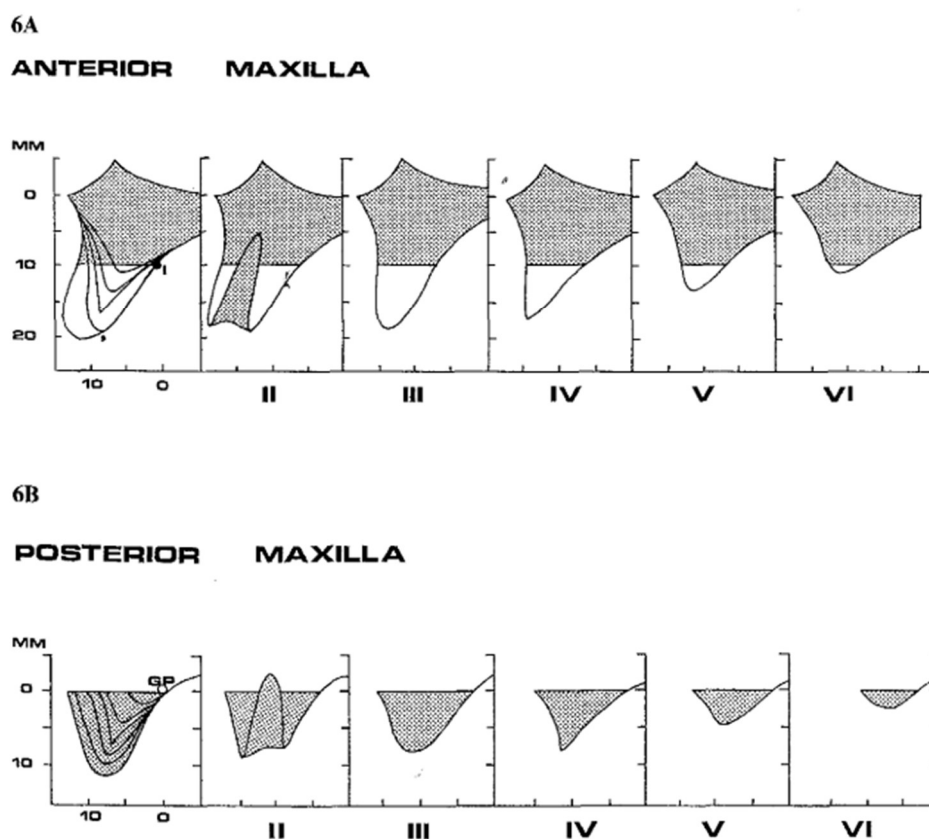 6A
ANTERIOR MAXILLA
MM
0
10
I
20
10 0 II III IV V VI
6B
POSTERIOR MAXILLA
MM
GP
0
10
10 0 II III IV V VI